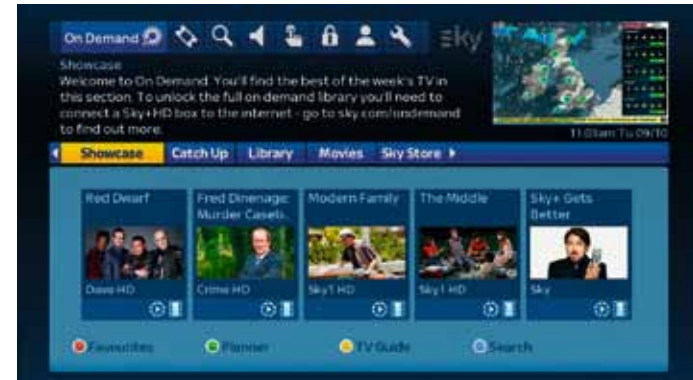 On Demand
sky
Showcase
Welcome to On Demand. You'll find the best of the week's TV in
this section. To unlock the full on demand library you'll need to
connect a Sky+HD box to the internet - go to sky.com/ondemand
to find out more.
11:03am Tu 09/10
Showcase Catch Up Library Movies Sky Store
Red Dwarf
Dave HD
Fred Dinenage:
Murder Caseb..
Crime HD
Modern Family
Sky1 HD
The Middle
Sky1 HD
Sky+ Gets
Better
Sky
Favourites Planner TV Guide Search